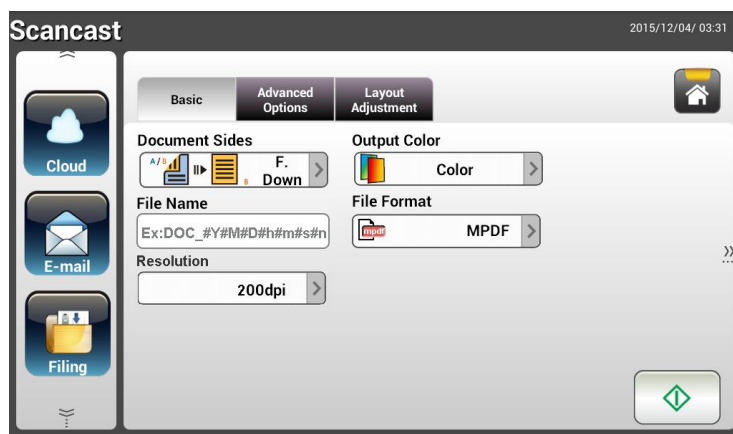 Scancast
2015/12/04/ 03:31
Cloud
E-mail
Filing
Basic
Advanced
Options
Layout
Adjustment
Document Sides
A/B
B
F.
Down
Output Color
Color
File Name
Ex:DOC_#Y#M#D#h#m#s#n
File Format
mpdf
MPDF
Resolution
200dpi